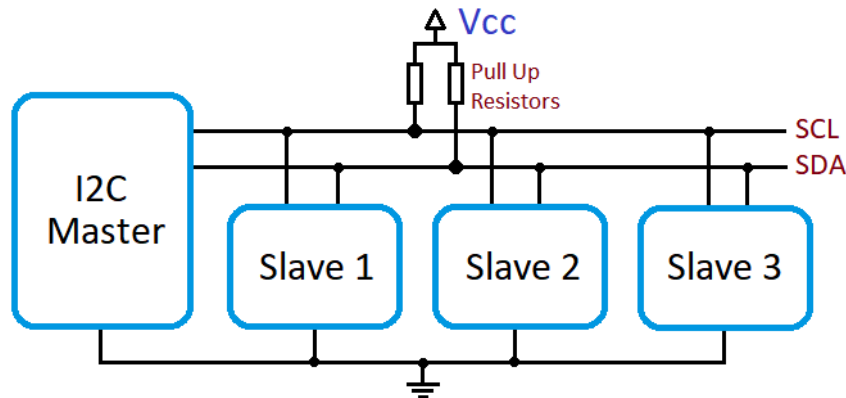 Vcc
Pull Up
Resistors
SCL
SDA
I2C
Master
Slave 1
Slave 2
Slave 3